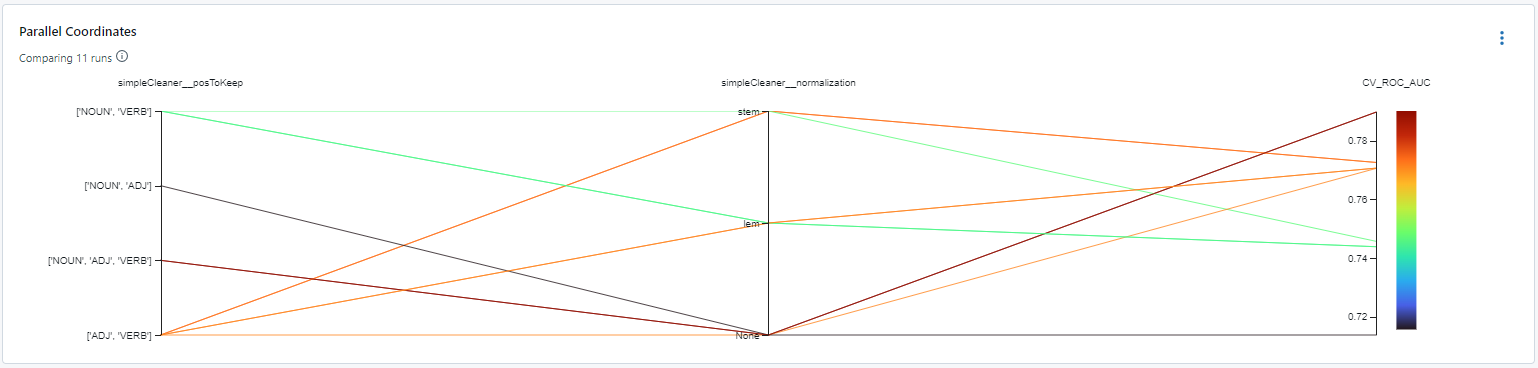 Parallel Coordinates
Comparing 11 runs
simpleCleaner__posToKeep
simpleCleaner__normalization
CV_ROC_AUC
['NOUN', 'VERB']
['NOUN', 'ADJ']
['NOUN', 'ADJ', 'VERB']
['ADJ', 'VERB']
stem
lem
None
0.78
0.76
0.74
0.72